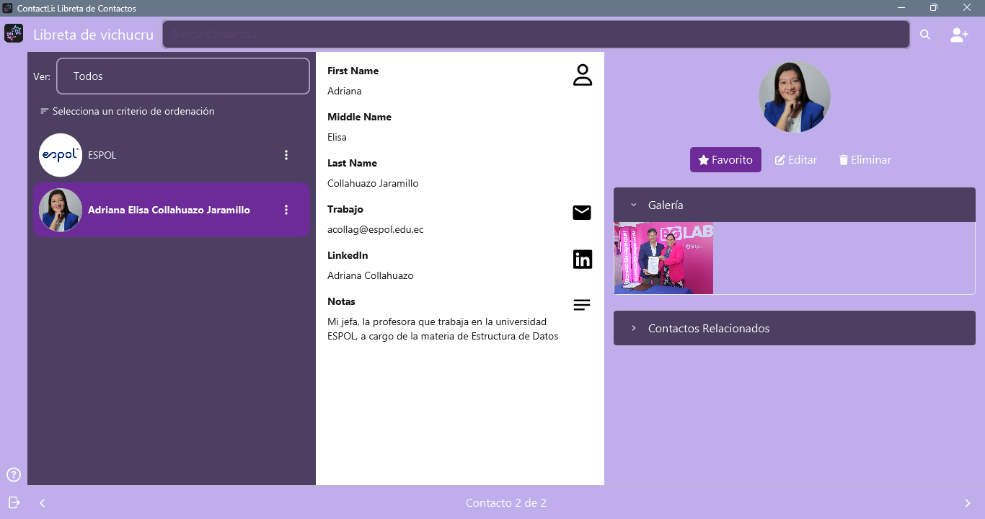 ContactLi: Libreta de Contactos
Libreta de vichucru
Ver:
Todos
Selecciona un criterio de ordenación
espol
ESPOL
Adriana Elisa Collahuazo Jaramillo
First Name
Adriana
Middle Name
Elisa
Last Name
Collahuazo Jaramillo
Trabajo
acollag@espol.edu.ec
LinkedIn
Adriana Collahuazo
Notas
Mi jefa, la profesora que trabaja en la universidad
ESPOL, a cargo de la materia de Estructura de Datos
Favorito
Editar
Eliminar
Galería
LAB
Contactos Relacionados
Contacto 2 de 2